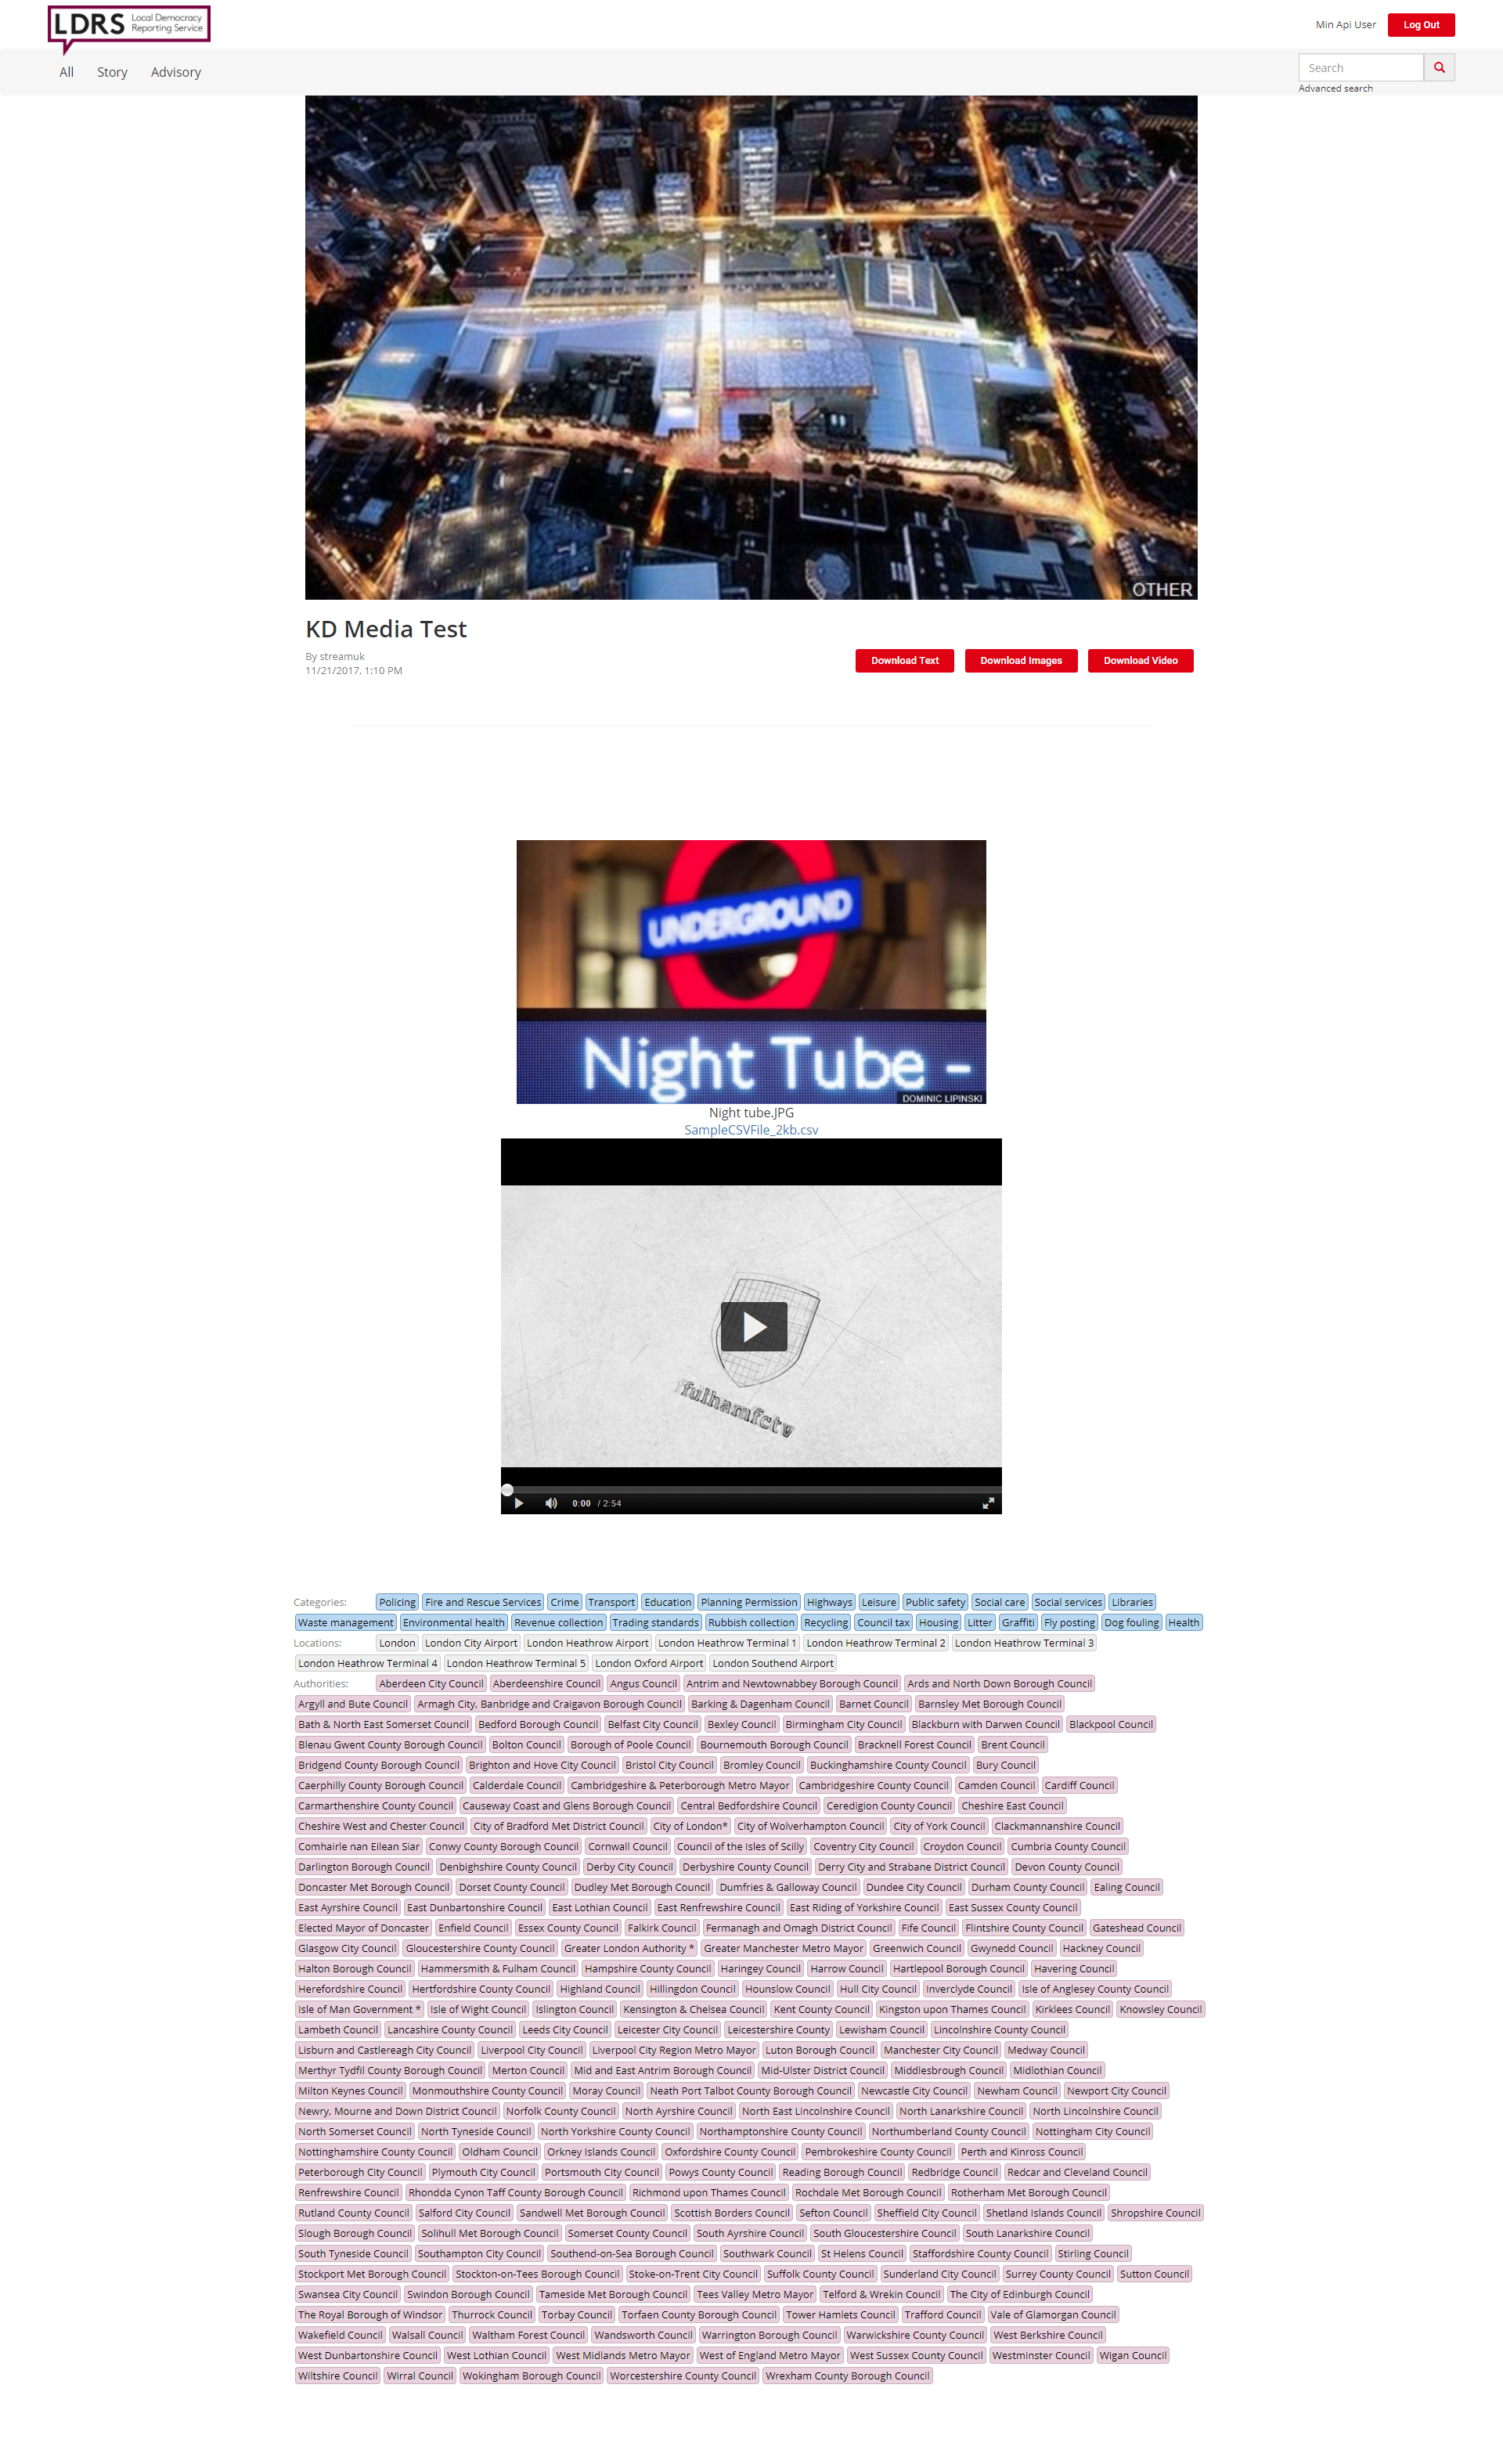 LDRS Local Democracy
Reporting Service
Min Api User Log Out
All Story Advisory
Search
Advanced search
OTHER
KD Media Test
By streamuk
11/21/2017, 1:10 PM
Download Text Download Images Download Video
UNDERGROUND
Night Tube -
DOMINIC LIPINSKI
Night tube.JPG
SampleCSVFile_2kb.csv
fulhamfctv
0:00 / 2:54
Categories: Policing Fire and Rescue Services Crime Transport Education Planning Permission Highways Leisure Public safety Social care Social services Libraries
Waste management Environmental health Revenue collection Trading standards Rubbish collection Recycling Council tax Housing Litter Graffiti Fly posting Dog fouling Health
Locations: London London City Airport London Heathrow Airport London Heathrow Terminal 1 London Heathrow Terminal 2 London Heathrow Terminal 3
London Heathrow Terminal 4 London Heathrow Terminal 5 London Oxford Airport London Southend Airport
Authorities: Aberdeen City Council Aberdeenshire Council Angus Council Antrim and Newtownabbey Borough Council Ards and North Down Borough Council
Argyll and Bute Council Armagh City, Banbridge and Craigavon Borough Council Barking & Dagenham Council Barnet Council Barnsley Met Borough Council
Bath & North East Somerset Council Bedford Borough Council Belfast City Council Bexley Council Birmingham City Council Blackburn with Darwen Council Blackpool Council
Blenau Gwent County Borough Council Bolton Council Borough of Poole Council Bournemouth Borough Council Bracknell Forest Council Brent Council
Bridgend County Borough Council Brighton and Hove City Council Bristol City Council Bromley Council Buckinghamshire County Council Bury Council
Caerphilly County Borough Council Calderdale Council Cambridgeshire & Peterborough Metro Mayor Cambridgeshire County Council Camden Council Cardiff Council
Carmarthenshire County Council Causeway Coast and Glens Borough Council Central Bedfordshire Council Ceredigion County Council Cheshire East Council
Cheshire West and Chester Council City of Bradford Met District Council City of London* City of Wolverhampton Council City of York Council Clackmannanshire Council
Comhairle nan Eilean Siar Conwy County Borough Council Cornwall Council Council of the Isles of Scilly Coventry City Council Croydon Council Cumbria County Council
Darlington Borough Council Denbighshire County Council Derby City Council Derbyshire County Council Derry City and Strabane District Council Devon County Council
Doncaster Met Borough Council Dorset County Council Dudley Met Borough Council Dumfries & Galloway Council Dundee City Council Durham County Council Ealing Council
East Ayrshire Council East Dunbartonshire Council East Lothian Council East Renfrewshire Council East Riding of Yorkshire Council East Sussex County Council
Elected Mayor of Doncaster Enfield Council Essex County Council Falkirk Council Fermanagh and Omagh District Council Fife Council Flintshire County Council Gateshead Council
Glasgow City Council Gloucestershire County Council Greater London Authority * Greater Manchester Metro Mayor Greenwich Council Gwynedd Council Hackney Council
Halton Borough Council Hammersmith & Fulham Council Hampshire County Council Haringey Council Harrow Council Hartlepool Borough Council Havering Council
Herefordshire Council Hertfordshire County Council Highland Council Hillingdon Council Hounslow Council Hull City Council Inverclyde Council Isle of Anglesey County Council
Isle of Man Government * Isle of Wight Council Islington Council Kensington & Chelsea Council Kent County Council Kingston upon Thames Council Kirklees Council Knowsley Council
Lambeth Council Lancashire County Council Leeds City Council Leicester City Council Leicestershire County Lewisham Council Lincolnshire County Council
Lisburn and Castlereagh City Council Liverpool City Council Liverpool City Region Metro Mayor Luton Borough Council Manchester City Council Medway Council
Merthyr Tydfil County Borough Council Merton Council Mid and East Antrim Borough Council Mid-Ulster District Council Middlesbrough Council Midlothian Council
Milton Keynes Council Monmouthshire County Council Moray Council Neath Port Talbot County Borough Council Newcastle City Council Newham Council Newport City Council
Newry, Mourne and Down District Council Norfolk County Council North Ayrshire Council North East Lincolnshire Council North Lanarkshire Council North Lincolnshire Council
North Somerset Council North Tyneside Council North Yorkshire County Council Northamptonshire County Council Northumberland County Council Nottingham City Council
Nottinghamshire County Council Oldham Council Orkney Islands Council Oxfordshire County Council Pembrokeshire County Council Perth and Kinross Council
Peterborough City Council Plymouth City Council Portsmouth City Council Powys County Council Reading Borough Council Redbridge Council Redcar and Cleveland Council
Renfrewshire Council Rhondda Cynon Taff County Borough Council Richmond upon Thames Council Rochdale Met Borough Council Rotherham Met Borough Council
Rutland County Council Salford City Council Sandwell Met Borough Council Scottish Borders Council Sefton Council Sheffield City Council Shetland Islands Council Shropshire Council
Slough Borough Council Solihull Met Borough Council Somerset County Council South Ayrshire Council South Gloucestershire Council South Lanarkshire Council
South Tyneside Council Southampton City Council Southend-on-Sea Borough Council Southwark Council St Helens Council Staffordshire County Council Stirling Council
Stockport Met Borough Council Stockton-on-Tees Borough Council Stoke-on-Trent City Council Suffolk County Council Sunderland City Council Surrey County Council Sutton Council
Swansea City Council Swindon Borough Council Tameside Met Borough Council Tees Valley Metro Mayor Telford & Wrekin Council The City of Edinburgh Council
The Royal Borough of Windsor Thurrock Council Torbay Council Torfaen County Borough Council Tower Hamlets Council Trafford Council Vale of Glamorgan Council
Wakefield Council Walsall Council Waltham Forest Council Wandsworth Council Warrington Borough Council Warwickshire County Council West Berkshire Council
West Dunbartonshire Council West Lothian Council West Midlands Metro Mayor West of England Metro Mayor West Sussex County Council Westminster Council Wigan Council
Wiltshire Council Wirral Council Wokingham Borough Council Worcestershire County Council Wrexham County Borough Council